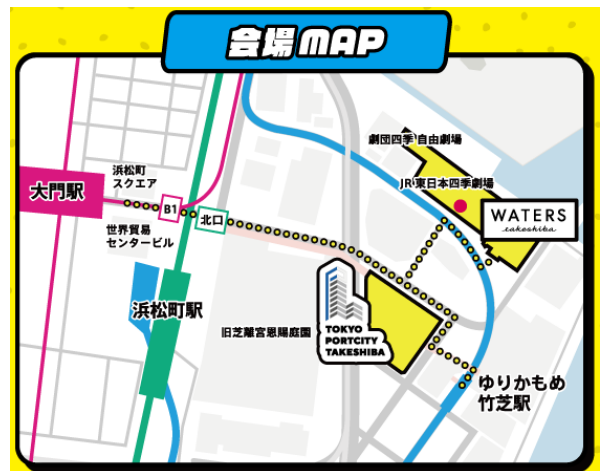 会場MAP
劇団四季 自由劇場
浜松町
スクエア
JR東日本四季劇場
大門駅
B1
北口
WATERS
takeshiba
世界貿易
センタービル
浜松町駅
旧芝離宮恩賜庭園
TOKYO
PORTCITY
TAKESHIBA
ゆりかもめ
竹芝駅